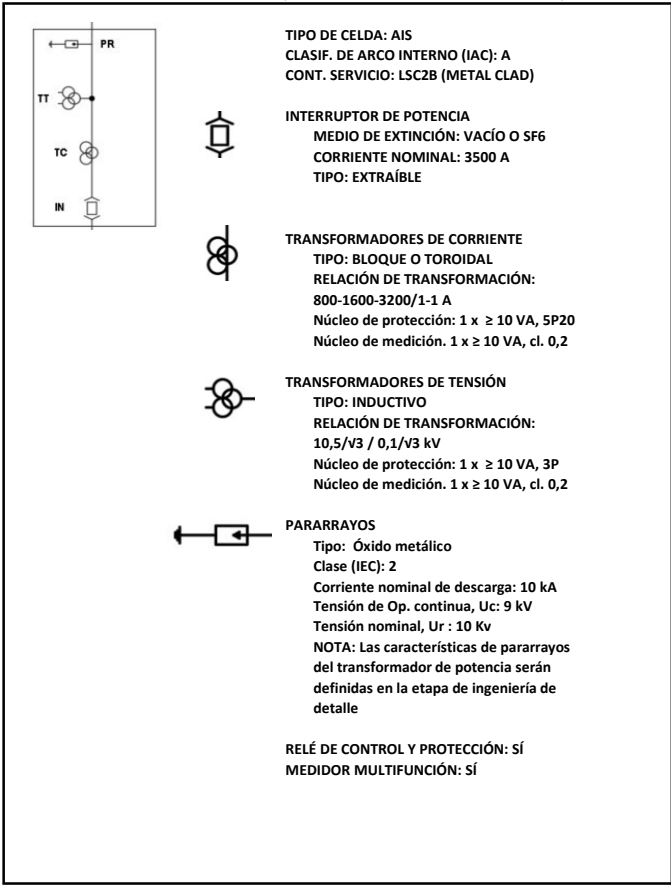 PR
TT
TC
IN
TIPO DE CELDA: AIS
CLASIF. DE ARCO INTERNO (IAC): A
CONT. SERVICIO: LSC2B (METAL CLAD)
INTERRUPTOR DE POTENCIA
MEDIO DE EXTINCIÓN: VACÍO O SF6
CORRIENTE NOMINAL: 3500 A
TIPO: EXTRAÍBLE
TRANSFORMADORES DE CORRIENTE
TIPO: BLOQUE O TOROIDAL
RELACIÓN DE TRANSFORMACIÓN:
800-1600-3200/1-1 A
Núcleo de protección: 1 x ≥ 10 VA, 5P20
Núcleo de medición. 1 x ≥ 10 VA, cl. 0,2
TRANSFORMADORES DE TENSIÓN
TIPO: INDUCTIVO
RELACIÓN DE TRANSFORMACIÓN:
10,5/√3 / 0,1/√3 kV
Núcleo de protección: 1 x ≥ 10 VA, 3P
Núcleo de medición. 1 x ≥ 10 VA, cl. 0,2
PARARRAYOS
Tipo: Óxido metálico
Clase (IEC): 2
Corriente nominal de descarga: 10 kA
Tensión de Op. continua, Uc: 9 kV
Tensión nominal, Ur : 10 Kv
NOTA: Las características de pararrayos
del transformador de potencia serán
definidas en la etapa de ingeniería de
detalle
RELÉ DE CONTROL Y PROTECCIÓN: SÍ
MEDIDOR MULTIFUNCIÓN: SÍ